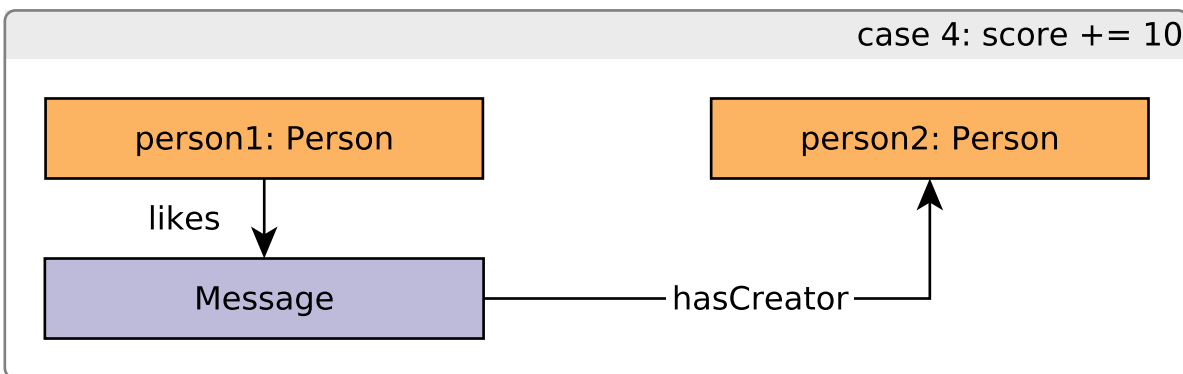 case 4: score += 10
person1: Person
person2: Person
likes
Message
hasCreator